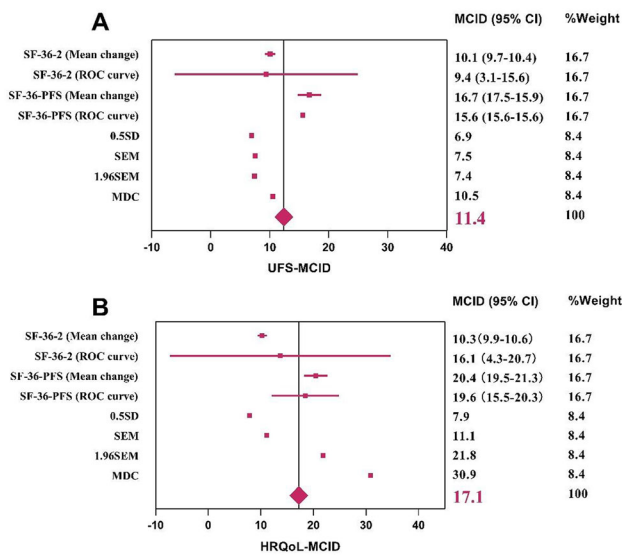 A
MCID (95% CI) %Weight
SF-36-2 (Mean change) 10.1 (9.7-10.4) 16.7
SF-36-2 (ROC curve) 9.4 (3.1-15.6) 16.7
SF-36-PFS (Mean change) 16.7 (17.5-15.9) 16.7
SF-36-PFS (ROC curve) 15.6 (15.6-15.6) 16.7
0.5SD 6.9 8.4
SEM 7.5 8.4
1.96SEM 7.4 8.4
MDC 10.5 8.4
11.4 100
-10 0 10 20 30 40
UFS-MCID
B
MCID (95% CI) %Weight
SF-36-2 (Mean change) 10.3 (9.9-10.6) 16.7
SF-36-2 (ROC curve) 16.1 (4.3-20.7) 16.7
SF-36-PFS (Mean change) 20.4 (19.5-21.3) 16.7
SF-36-PFS (ROC curve) 19.6 (15.5-20.3) 16.7
0.5SD 7.9 8.4
SEM 11.1 8.4
1.96SEM 21.8 8.4
MDC 30.9 8.4
17.1 100
-10 0 10 20 30 40
HRQoL-MCID